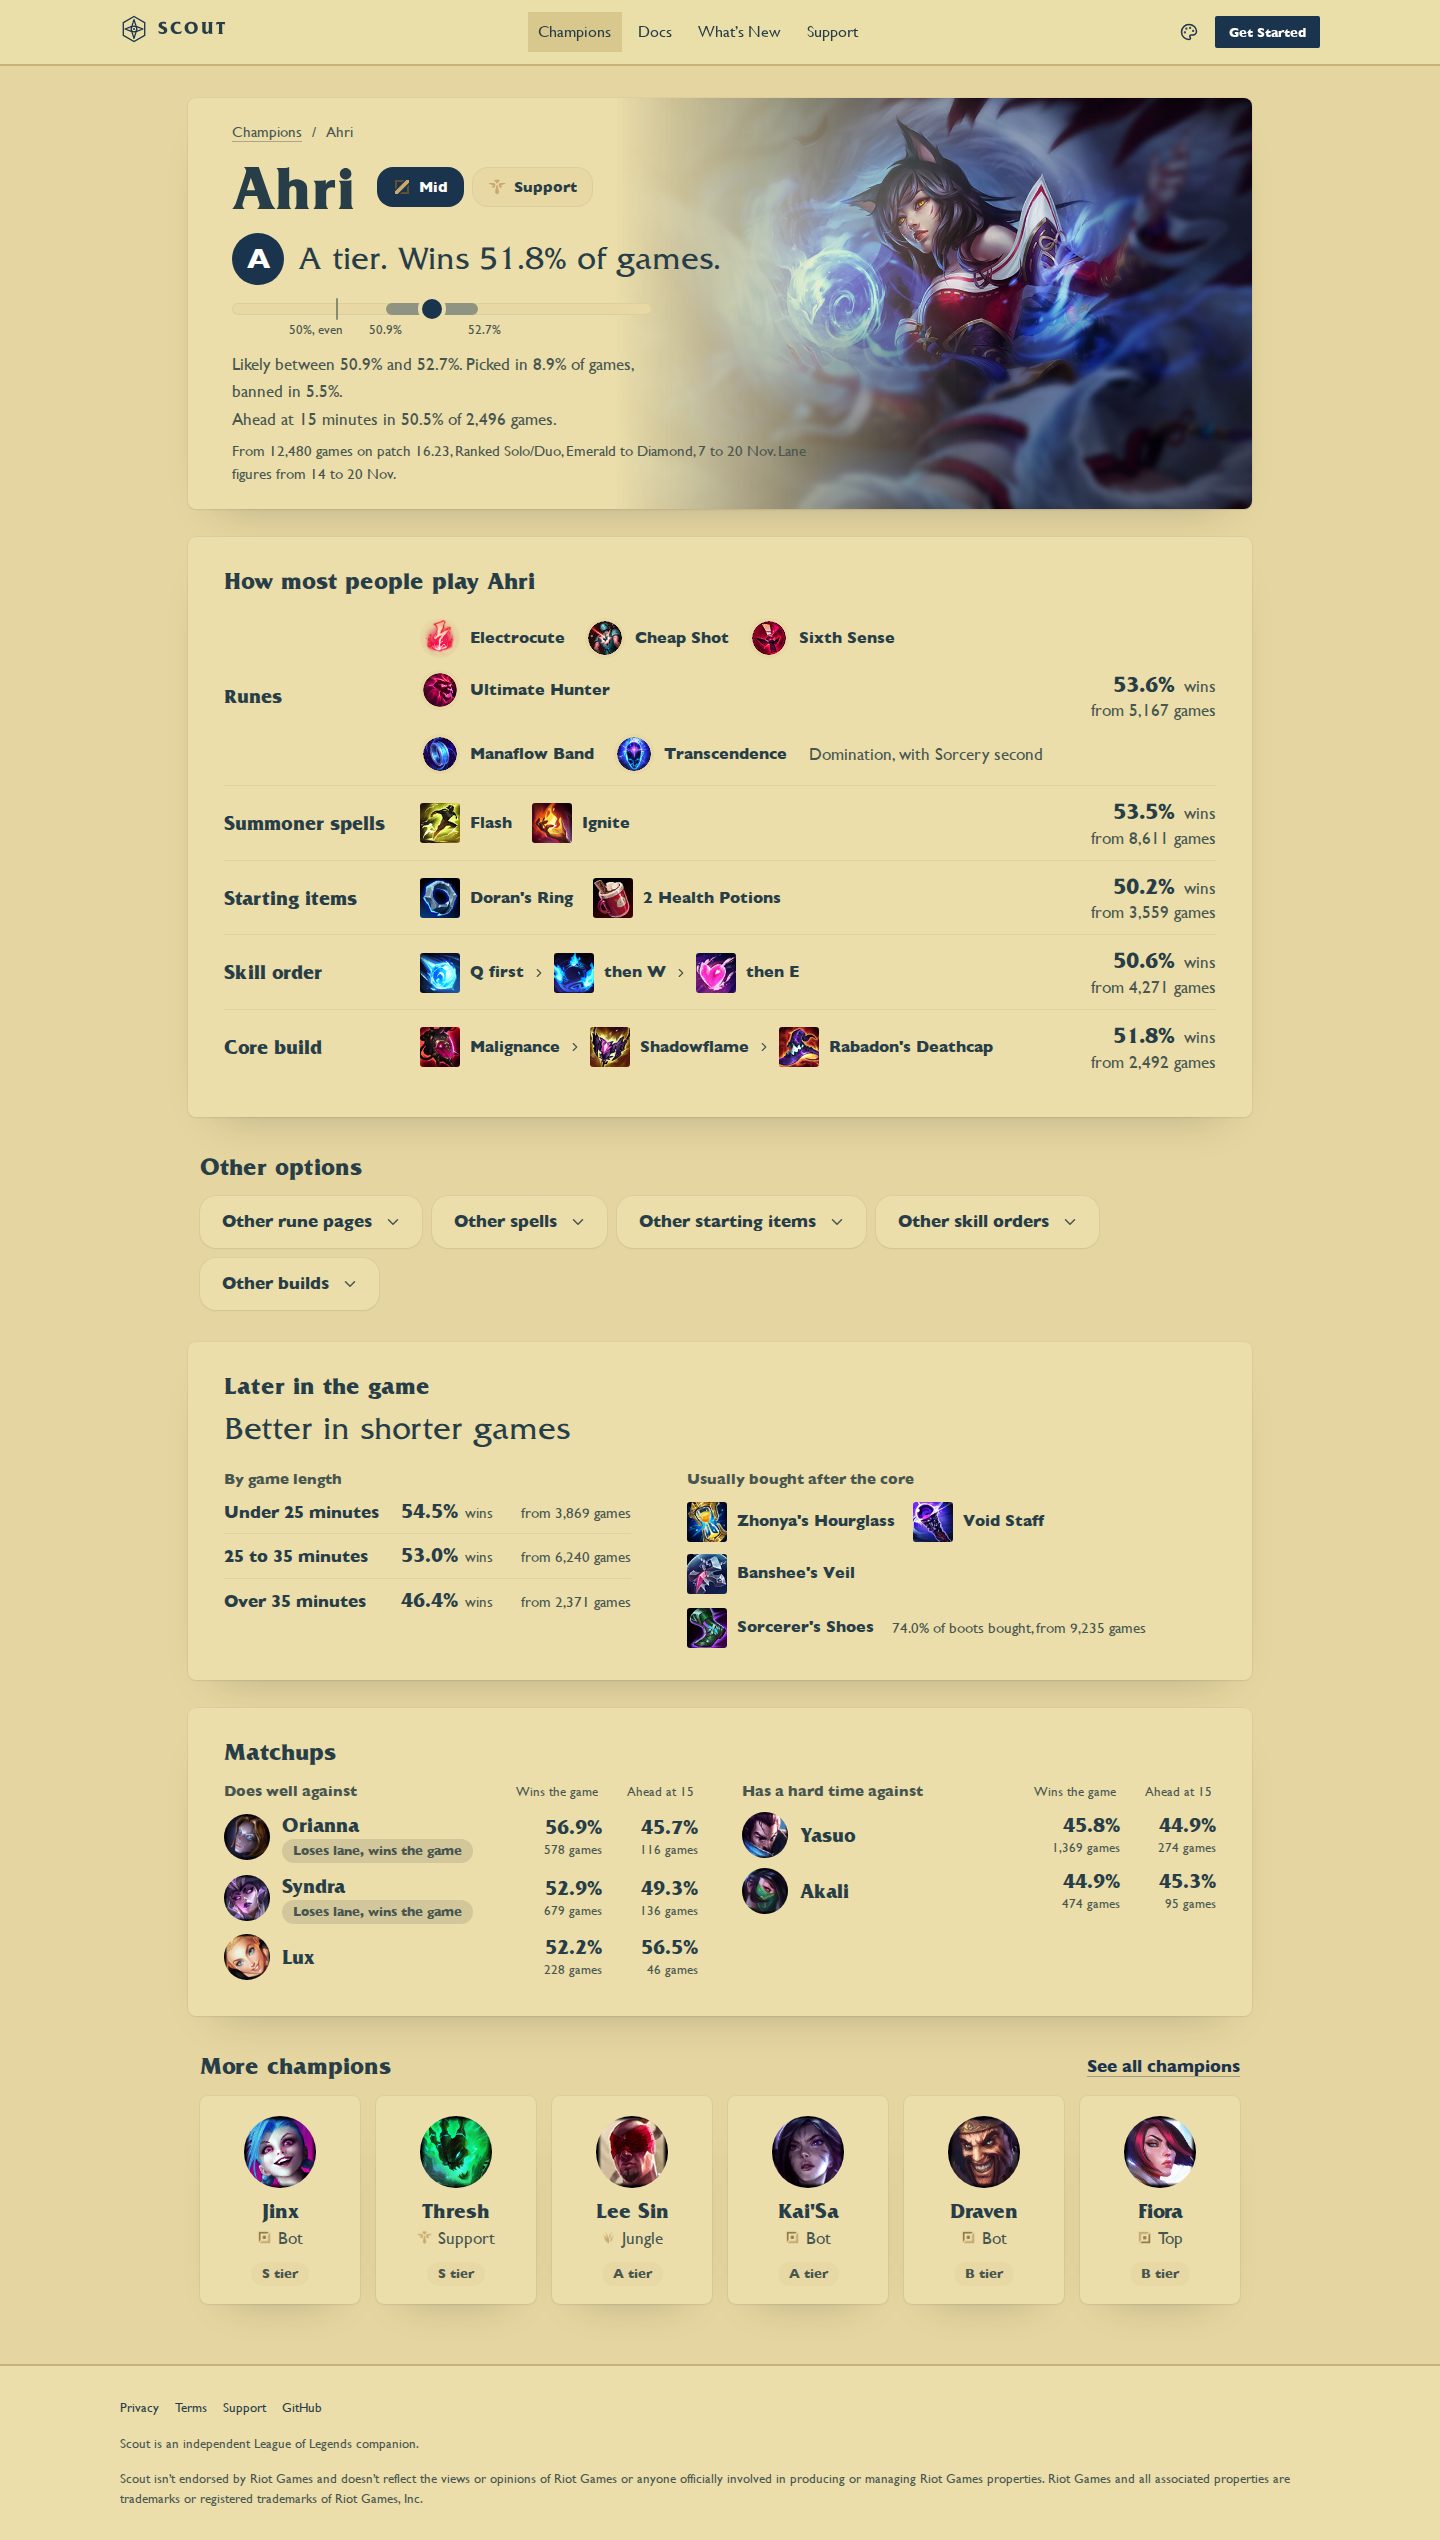 SCOUT
Champions Docs What's New Support
Get Started
Champions / Ahri
Ahri
Mid
Support
A
A tier. Wins 51.8% of games.
50%, even 50.9% 52.7%
Likely between 50.9% and 52.7%. Picked in 8.9% of games,
banned in 5.5%.
Ahead at 15 minutes in 50.5% of 2,496 games.
From 12,480 games on patch 16.23, Ranked Solo/Duo, Emerald to Diamond, 7 to 20 Nov. Lane
figures from 14 to 20 Nov.
How most people play Ahri
Runes
Electrocute Cheap Shot Sixth Sense
Ultimate Hunter
Manaflow Band Transcendence Domination, with Sorcery second
53.6% wins
from 5,167 games
Summoner spells
Flash Ignite
53.5% wins
from 8,611 games
Starting items
Doran's Ring 2 Health Potions
50.2% wins
from 3,559 games
Skill order
Q first › then W › then E
50.6% wins
from 4,271 games
Core build
Malignance › Shadowflame › Rabadon's Deathcap
51.8% wins
from 2,492 games
Other options
Other rune pages
Other spells
Other starting items
Other skill orders
Other builds
Later in the game
Better in shorter games
By game length
Under 25 minutes 54.5% wins from 3,869 games
25 to 35 minutes 53.0% wins from 6,240 games
Over 35 minutes 46.4% wins from 2,371 games
Usually bought after the core
Zhonya's Hourglass Void Staff
Banshee's Veil
Sorcerer's Shoes 74.0% of boots bought, from 9,235 games
Matchups
Does well against Wins the game Ahead at 15
Orianna
Loses lane, wins the game
56.9% 45.7%
578 games 116 games
Syndra
Loses lane, wins the game
52.9% 49.3%
679 games 136 games
Lux
52.2% 56.5%
228 games 46 games
Has a hard time against Wins the game Ahead at 15
Yasuo
45.8% 44.9%
1,369 games 274 games
Akali
44.9% 45.3%
474 games 95 games
More champions
See all champions
Jinx
Bot
S tier
Thresh
Support
S tier
Lee Sin
Jungle
A tier
Kai'Sa
Bot
A tier
Draven
Bot
B tier
Fiora
Top
B tier
Privacy Terms Support GitHub
Scout is an independent League of Legends companion.
Scout isn't endorsed by Riot Games and doesn't reflect the views or opinions of Riot Games or anyone officially involved in producing or managing Riot Games properties. Riot Games and all associated properties are
trademarks or registered trademarks of Riot Games, Inc.